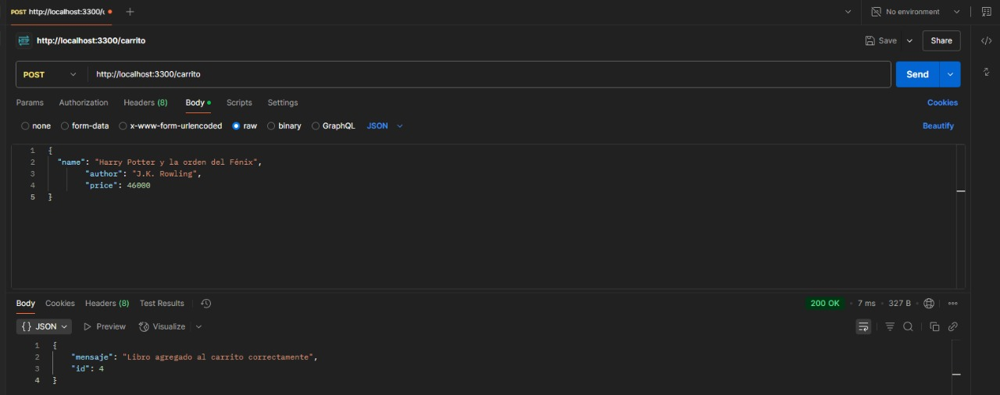 POST http://localhost:3300/c
No environment
HTTP http://localhost:3300/carrito
Save
Share
POST
http://localhost:3300/carrito
Send
Params Authorization Headers (8) Body Scripts Settings
Cookies
none form-data x-www-form-urlencoded raw binary GraphQL JSON
Beautify
1 {
2 "name": "Harry Potter y la orden del Fénix",
3 "author": "J.K. Rowling",
4 "price": 46000
5 }
Body Cookies Headers (8) Test Results
200 OK • 7 ms • 327 B
{} JSON Preview Visualize
1 {
2 "mensaje": "Libro agregado al carrito correctamente",
3 "id": 4
4 }